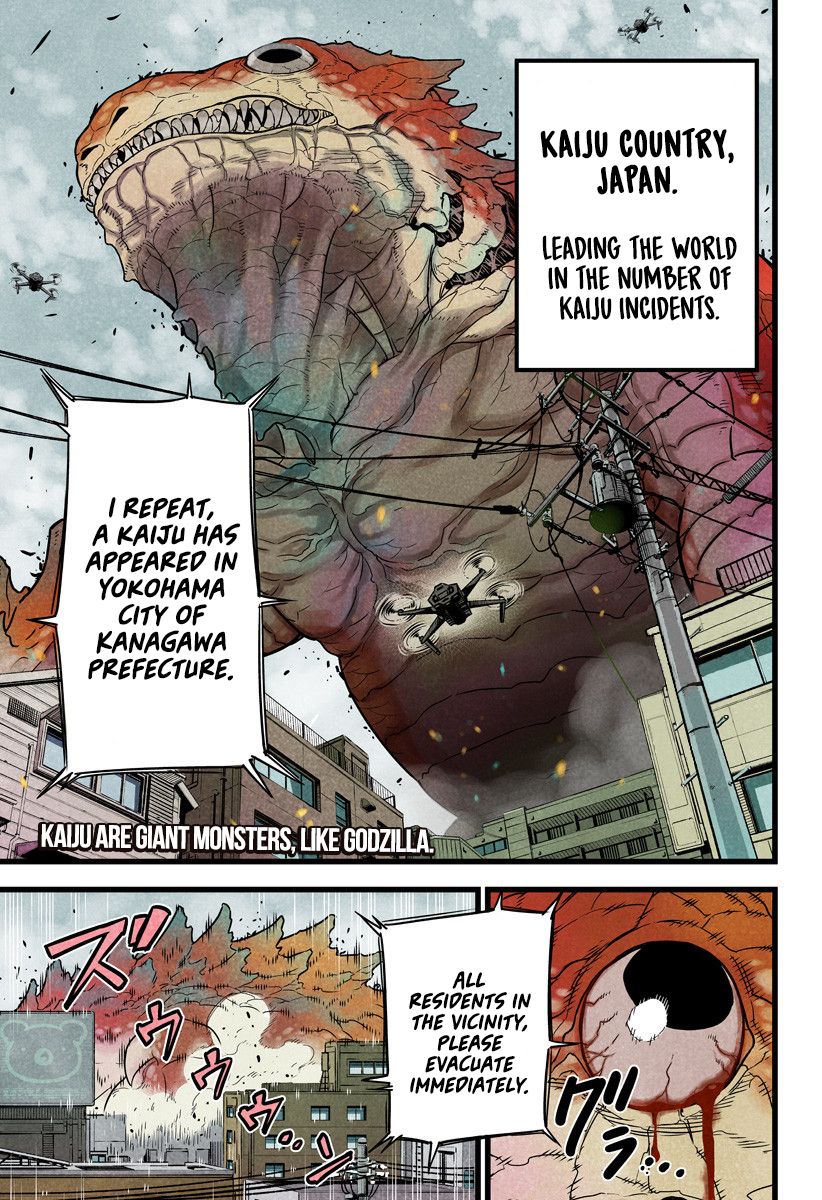 KAIJU COUNTRY,
JAPAN.
LEADING THE WORLD
IN THE NUMBER OF
KAIJU INCIDENTS.
I REPEAT,
A KAIJU HAS
APPEARED IN
YOKOHAMA
CITY OF
KANAGAWA
PREFECTURE.
KAIJU ARE GIANT MONSTERS, LIKE GODZILLA.
グラ…
ALL
RESIDENTS IN
THE VICINITY,
PLEASE
EVACUATE
IMMEDIATELY.
ズゥゥゥン